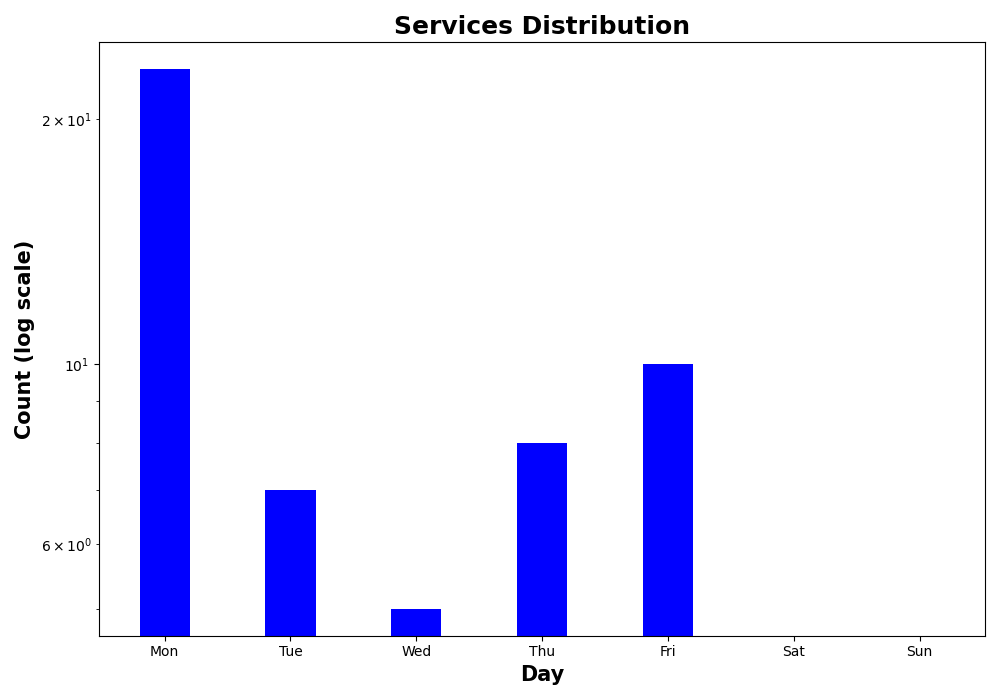 Services Distribution
Count (log scale)
2 × 10¹
10¹
6 × 10⁰
Mon Tue Wed Thu Fri Sat Sun
Day